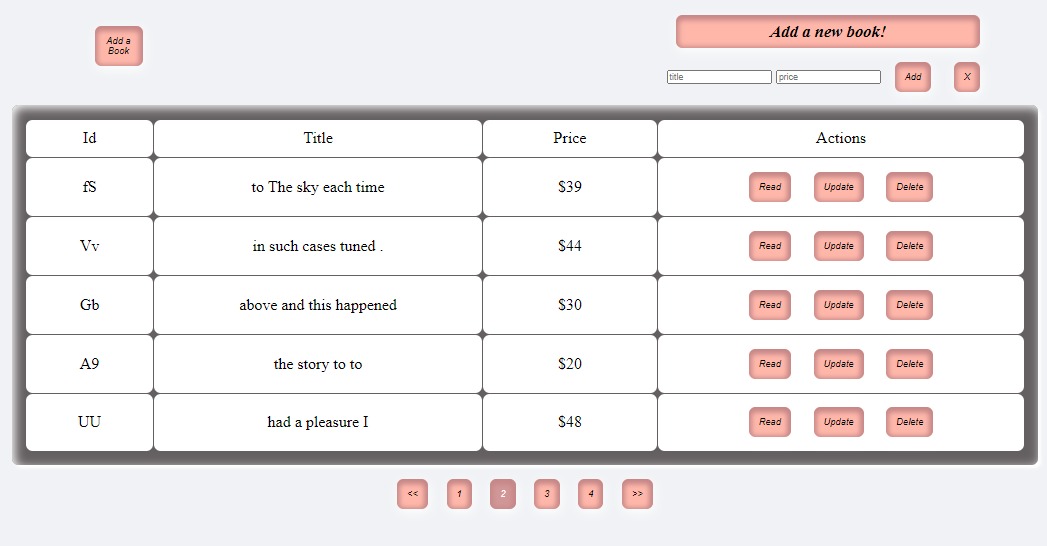 Add a
Book
Add a new book!
title price Add X
Id Title Price Actions
fS to The sky each time $39 Read Update Delete
Vv in such cases tuned . $44 Read Update Delete
Gb above and this happened $30 Read Update Delete
A9 the story to to $20 Read Update Delete
UU had a pleasure I $48 Read Update Delete
<< 1 2 3 4 >>